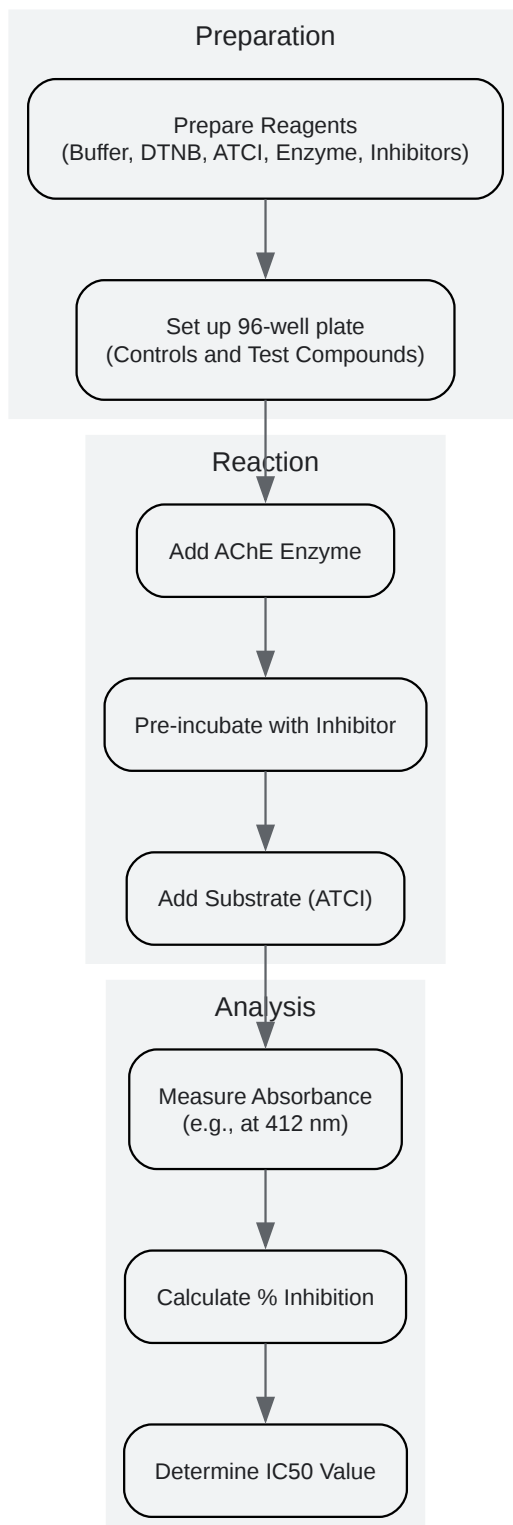 Preparation
Prepare Reagents
(Buffer, DTNB, ATCI, Enzyme, Inhibitors)
Set up 96-well plate
(Controls and Test Compounds)
Reaction
Add AChE Enzyme
Pre-incubate with Inhibitor
Add Substrate (ATCI)
Analysis
Measure Absorbance
(e.g., at 412 nm)
Calculate % Inhibition
Determine IC50 Value